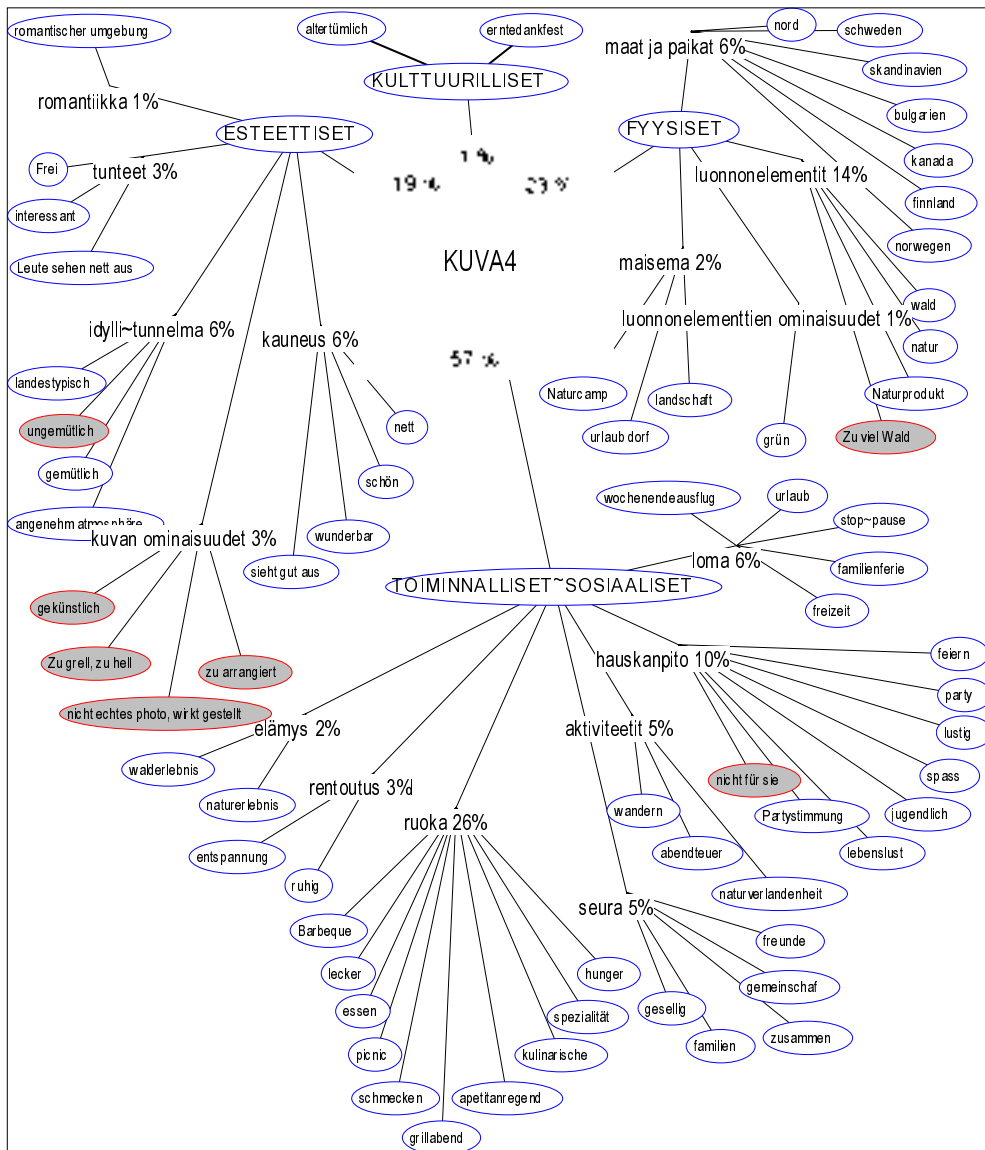 romantischer umgebung
altertümlich
erntedankfest
nord
schweden
maat ja paikat 6%
skandinavien
KULTTUURILLISET
romantiikka 1%
bulgarien
ESTEETTISET
FYYSISET
1 %
kanada
Frei
tunteet 3%
19 %
23 %
luonnonelementit 14%
finnland
interessant
norwegen
Leute sehen nett aus
KUVA4
maisema 2%
wald
idylli~tunnelma 6%
kauneus 6%
luonnonelementtien ominaisuudet 1%
natur
57 %
landestypisch
Naturcamp
landschaft
Naturprodukt
ungemütlich
nett
urlaub dorf
grün
Zu viel Wald
gemütlich
schön
wochenendeausflug
urlaub
angenehm atmosphäre
stop~pause
kuvan ominaisuudet 3%
wunderbar
loma 6%
sieht gut aus
familienferie
TOIMINNALLISET~SOSIAALISET
gekünstlich
freizeit
Zu grell, zu hell
zu arrangiert
hauskanpito 10%
feiern
party
nicht echtes photo, wirkt gestellt
elämys 2%
aktiviteetit 5%
lustig
walderlebnis
nicht für sie
spass
naturerlebnis
rentoutus 3%
wandern
Partystimmung
jugendlich
ruoka 26%
entspannung
abendteuer
lebenslust
ruhig
naturverlandenheit
seura 5%
Barbeque
freunde
lecker
hunger
gemeinschaf
essen
spezialität
gesellig
picnic
kulinarische
familien
zusammen
schmecken
apetitanregend
grillabend